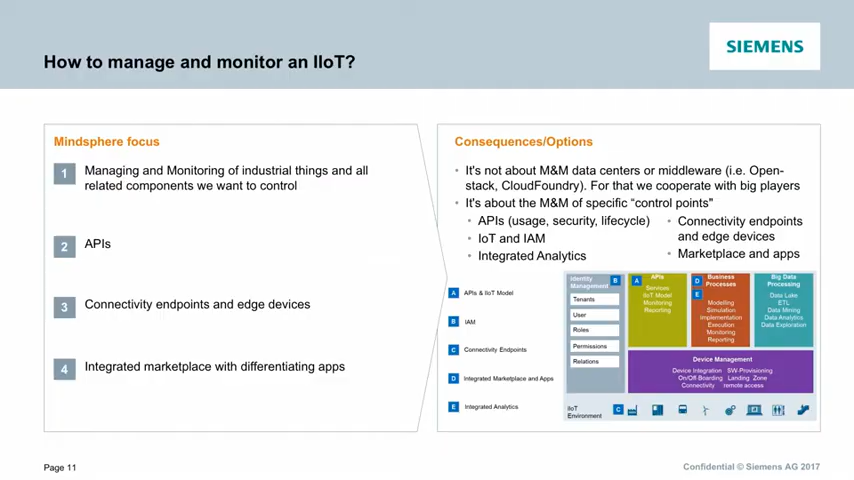 How to manage and monitor an IIoT?
SIEMENS
Mindsphere focus
1
Managing and Monitoring of industrial things and all
related components we want to control
2
APIs
3
Connectivity endpoints and edge devices
4
Integrated marketplace with differentiating apps
Consequences/Options
• It's not about M&M data centers or middleware (i.e. Open-
stack, CloudFoundry). For that we cooperate with big players
• It's about the M&M of specific “control points"
• APIs (usage, security, lifecycle)
• IoT and IAM
• Integrated Analytics
• Connectivity endpoints
and edge devices
• Marketplace and apps
A APIs & IIoT Model
B IAM
C Connectivity Endpoints
D Integrated Marketplace and Apps
E Integrated Analytics
Identity
Management
B
Tenants
User
Roles
Permissions
Relations
A
APIs
Services
IIoT Model
Monitoring
Reporting
D
E
Business
Processes
Modelling
Simulation
Implementation
Execution
Monitoring
Reporting
Big Data
Processing
Data Lake
ETL
Data Mining
Data Analytics
Data Exploration
Device Management
Device Integration SW-Provisioning
On/Off-Boarding Landing Zone
Connectivity remote access
IIoT
Environment
C
Page 11
Confidential © Siemens AG 2017